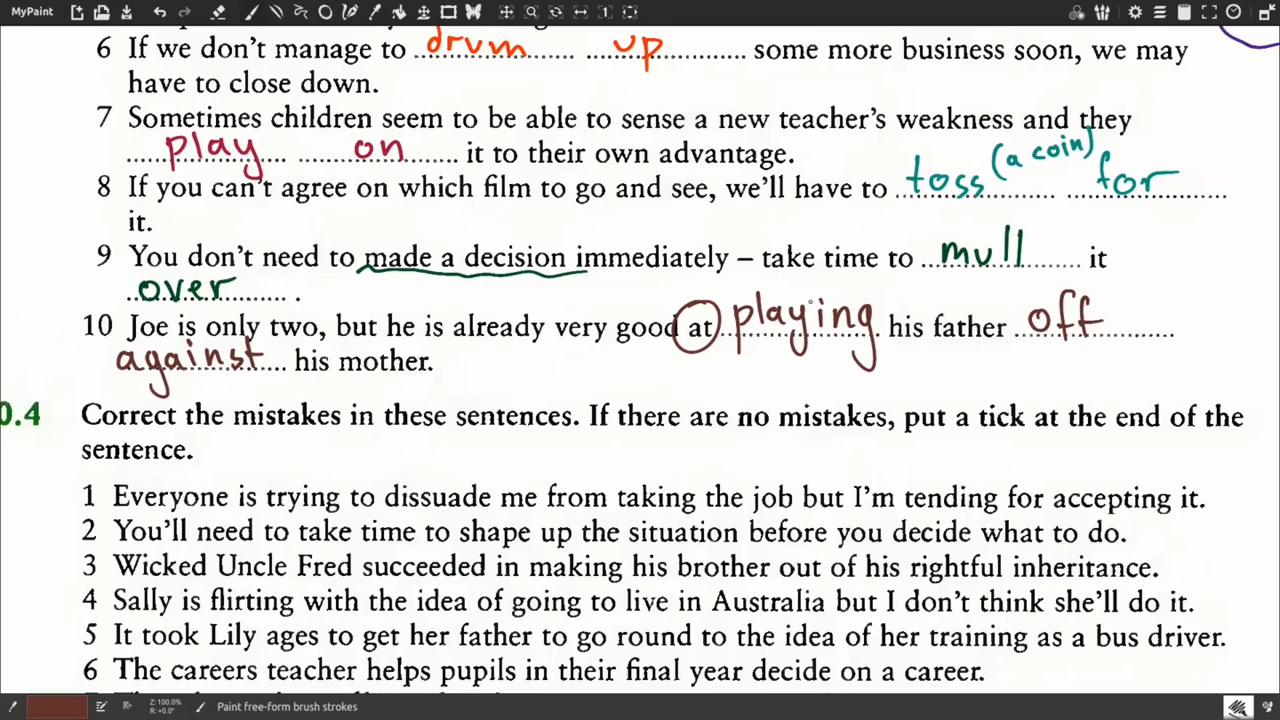 MyPaint
6 If we don't manage to drum up some more business soon, we may
have to close down.
7 Sometimes children seem to be able to sense a new teacher's weakness and they
play on it to their own advantage.
8 If you can't agree on which film to go and see, we'll have to toss (a coin) for
it.
9 You don't need to made a decision immediately – take time to mull it
over .
10 Joe is only two, but he is already very good at playing his father off
against his mother.
0.4 Correct the mistakes in these sentences. If there are no mistakes, put a tick at the end of the
sentence.
1 Everyone is trying to dissuade me from taking the job but I'm tending for accepting it.
2 You'll need to take time to shape up the situation before you decide what to do.
3 Wicked Uncle Fred succeeded in making his brother out of his rightful inheritance.
4 Sally is flirting with the idea of going to live in Australia but I don't think she'll do it.
5 It took Lily ages to get her father to go round to the idea of her training as a bus driver.
6 The careers teacher helps pupils in their final year decide on a career.
Z: 100.0%
R: +0.0°
Paint free-form brush strokes